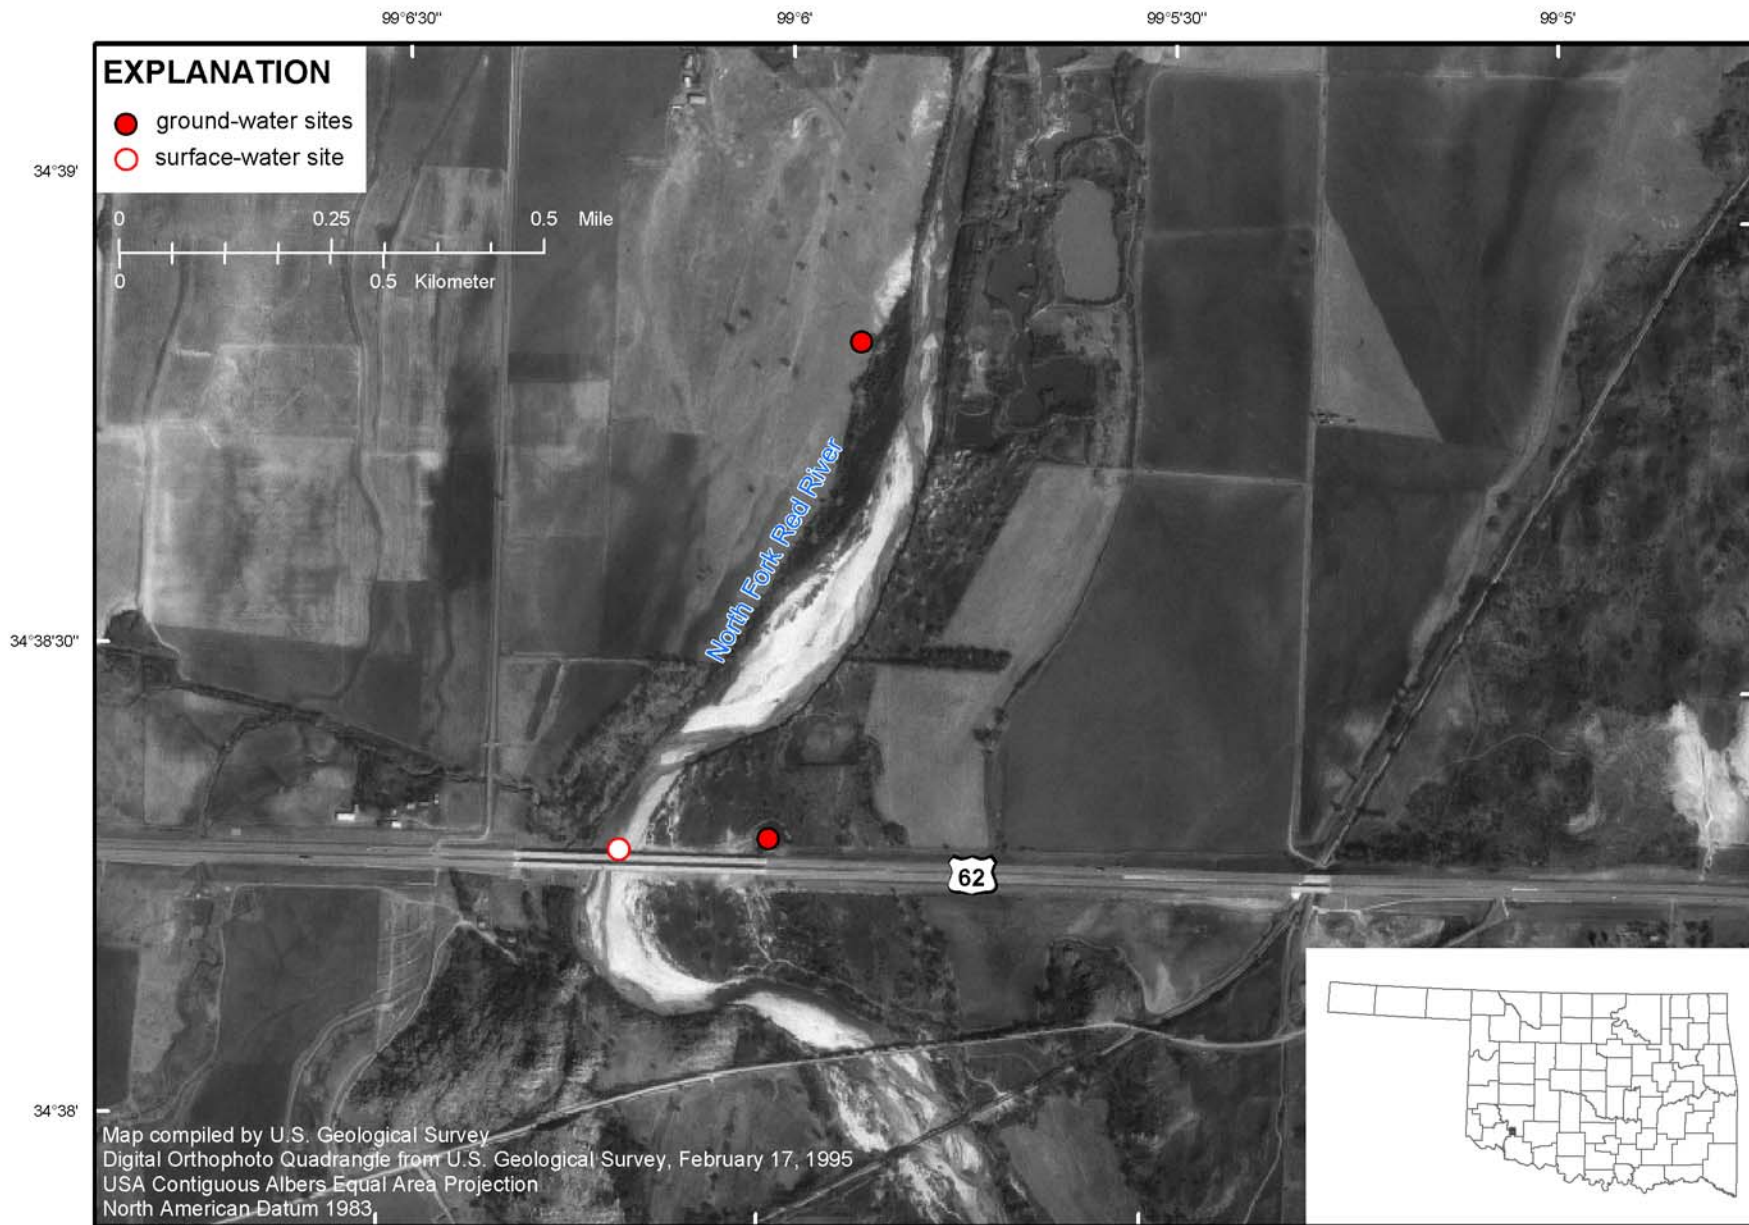 99°6'30"
99°6'
99°5'30"
99°5'
EXPLANATION
ground-water sites
surface-water site
34°39'
0 0.25 0.5 Mile
0 0.5 Kilometer
North Fork Red River
34°38'30"
62
34°38'
Map compiled by U.S. Geological Survey
Digital Orthophoto Quadrangle from U.S. Geological Survey, February 17, 1995
USA Contiguous Albers Equal Area Projection
North American Datum 1983